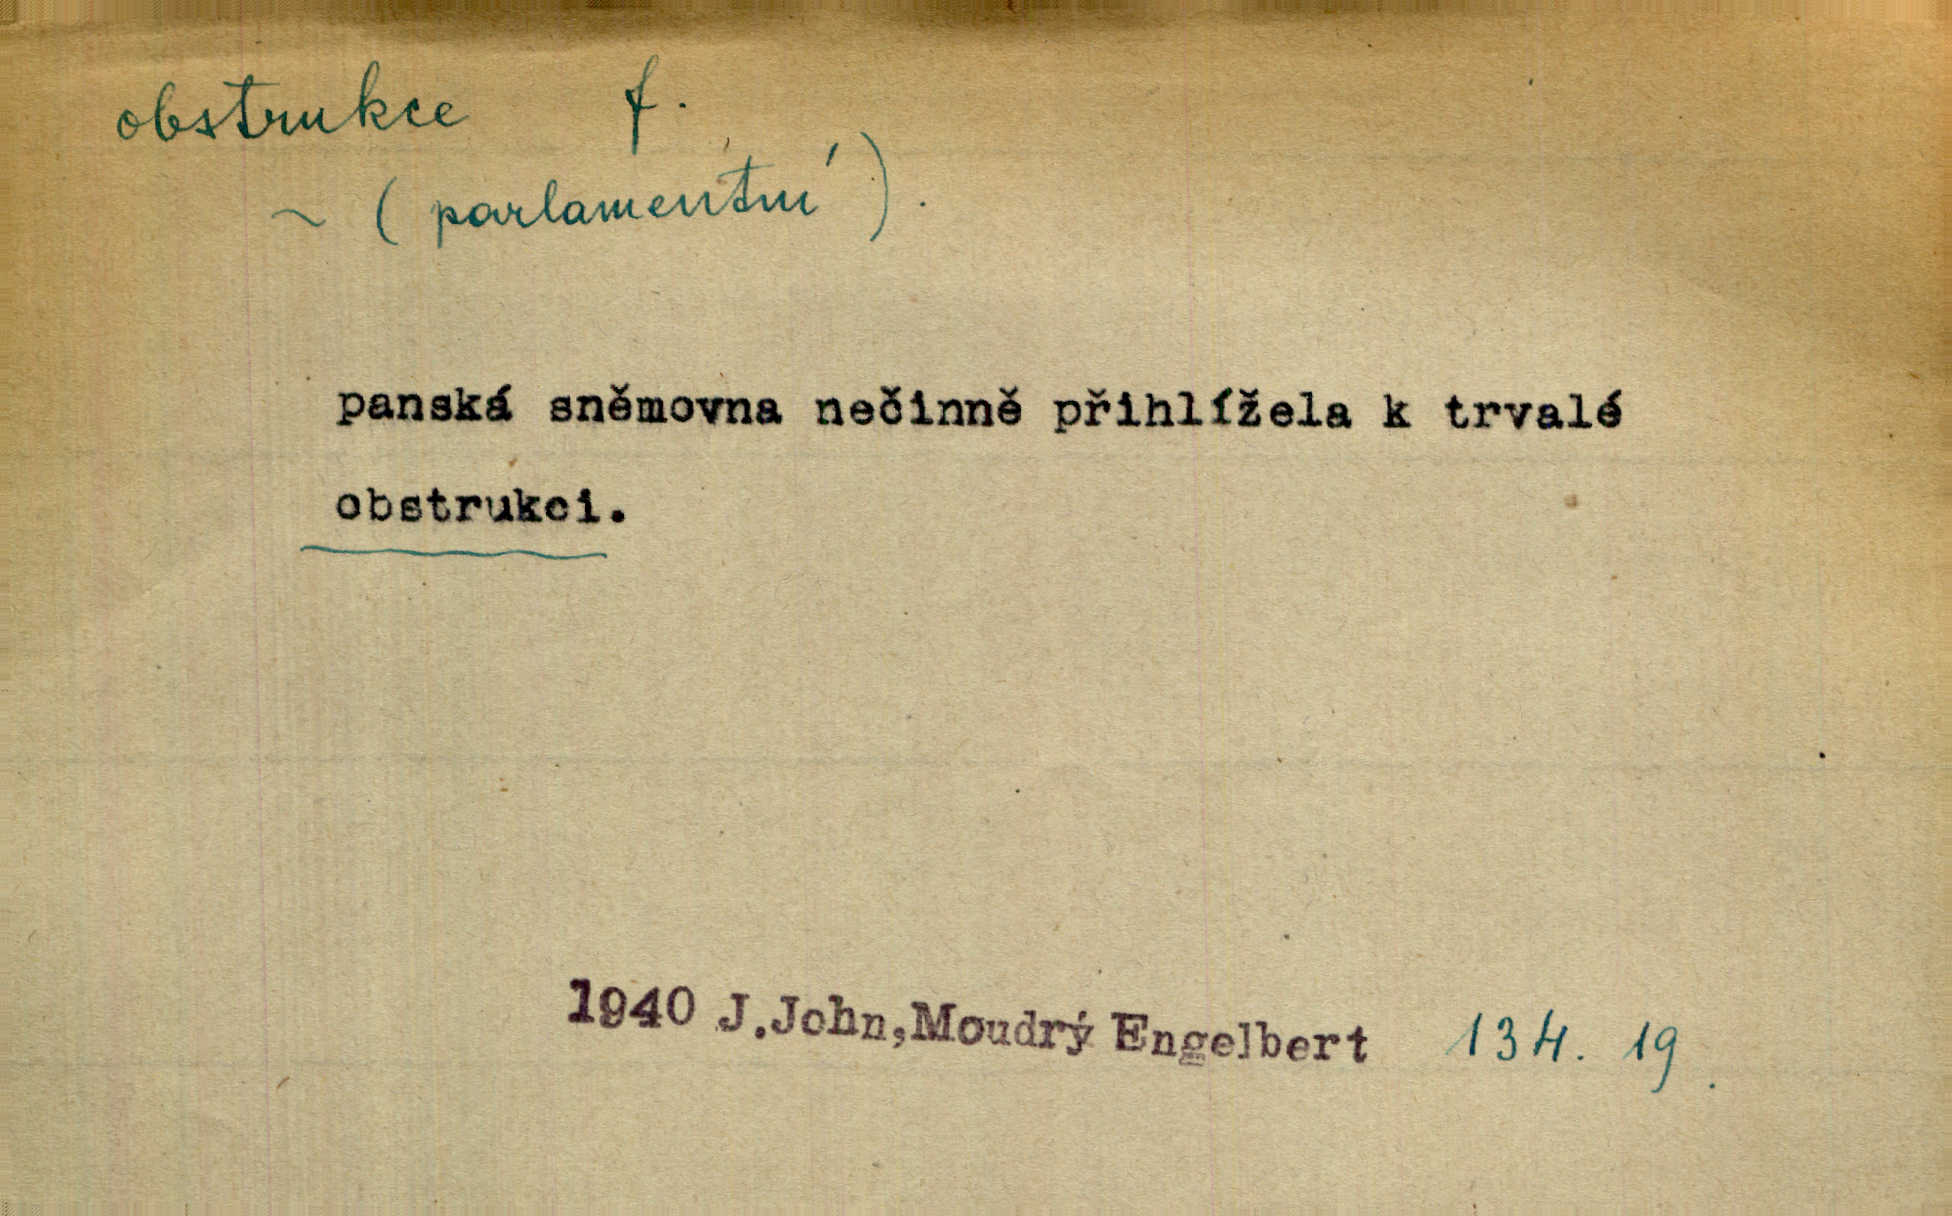 obstrukce f.
~ (parlamentní).
panská sněmovna nečinně přihlížela k trvalé
obstrukci.
1940 J.John,Moudrý Engelbert 134. 19.